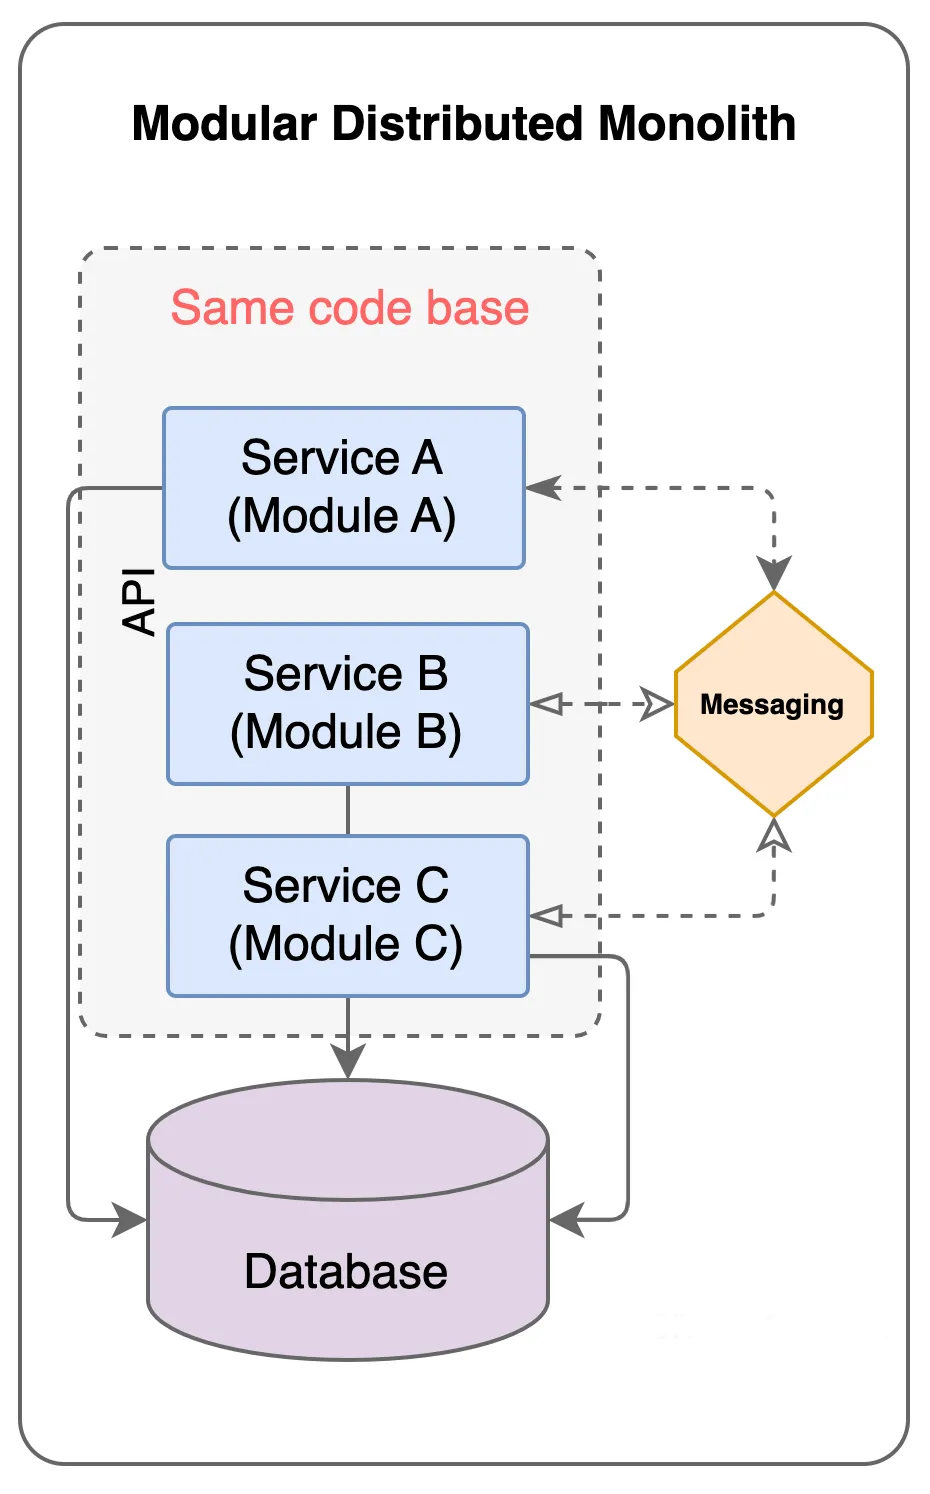 Modular Distributed Monolith
Same code base
Service A
(Module A)
API
Service B
(Module B)
Messaging
Service C
(Module C)
Database